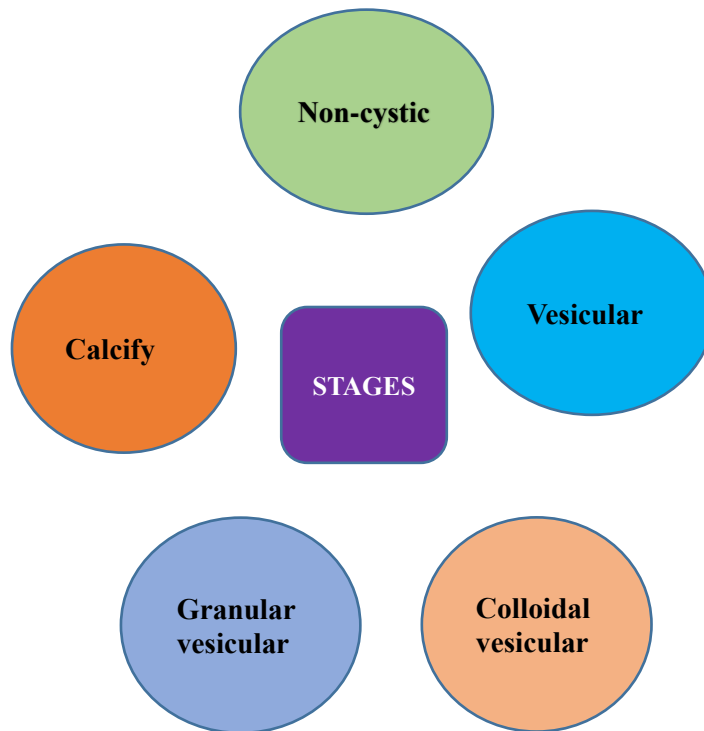 Non-cystic
Vesicular
Calcify
STAGES
Granular
vesicular
Colloidal
vesicular